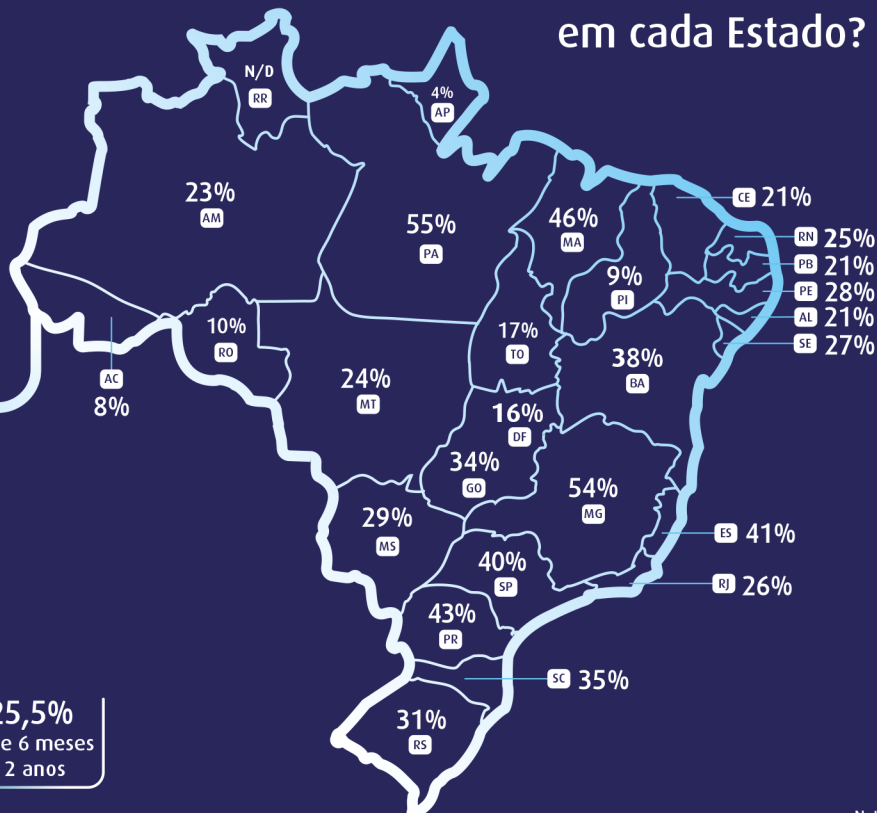 em cada Estado?
N/D
RR
4%
AP
23%
AM
55%
PA
46%
MA
CE 21%
RN 25%
PB 21%
PE 28%
AL 21%
SE 27%
9%
PI
10%
RO
17%
TO
38%
BA
AC
8%
24%
MT
16%
DF
34%
GO
54%
MG
29%
MS
ES 41%
40%
SP
RJ 26%
43%
PR
SC 35%
31%
RS
25,5%
e 6 meses
2 anos